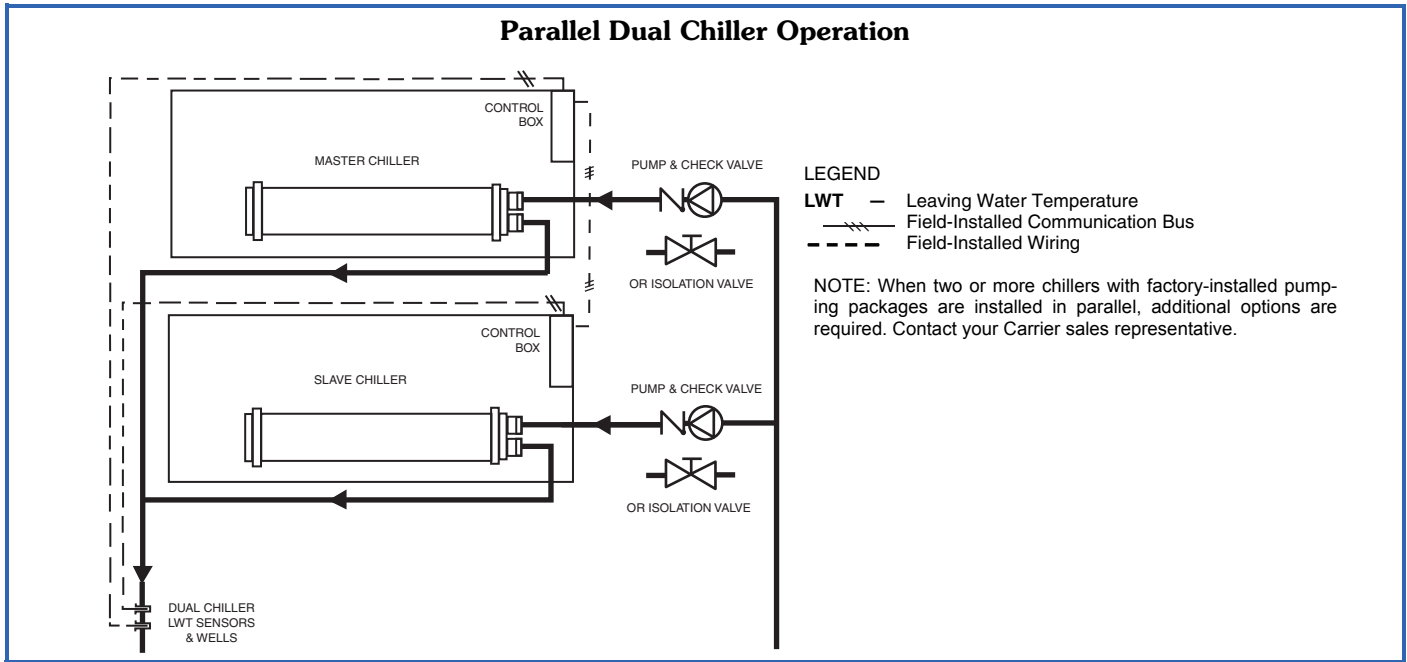 Parallel Dual Chiller Operation
CONTROL
BOX
MASTER CHILLER
PUMP & CHECK VALVE
OR ISOLATION VALVE
CONTROL
BOX
SLAVE CHILLER
PUMP & CHECK VALVE
OR ISOLATION VALVE
DUAL CHILLER
LWT SENSORS
& WELLS
LEGEND
LWT – Leaving Water Temperature
Field-Installed Communication Bus
Field-Installed Wiring
NOTE: When two or more chillers with factory-installed pump-
ing packages are installed in parallel, additional options are
required. Contact your Carrier sales representative.